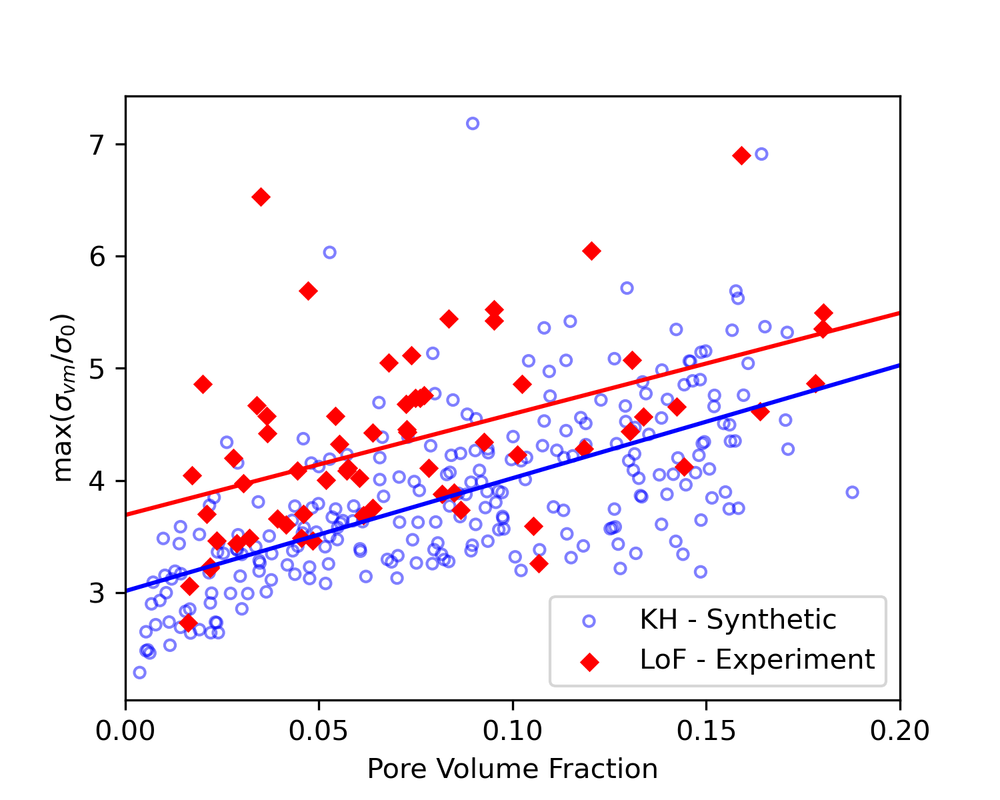 7
6
5
4
3
max(σvm/σ0)
KH - Synthetic
LoF - Experiment
0.00 0.05 0.10 0.15 0.20
Pore Volume Fraction